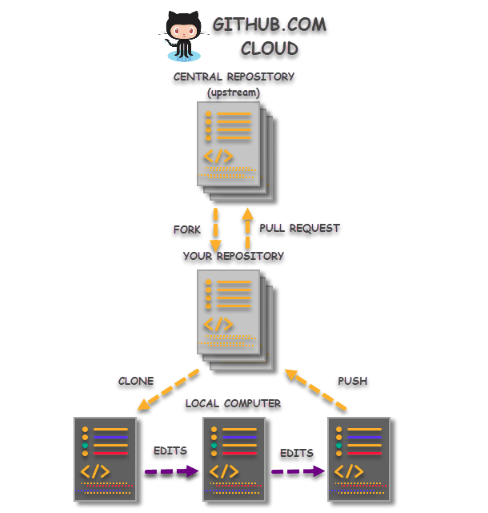 GITHUB.COM
CLOUD
CENTRAL REPOSITORY
(upstream)
</>
FORK
PULL REQUEST
YOUR REPOSITORY
</>
CLONE
PUSH
LOCAL COMPUTER
EDITS
EDITS
</>
</>
</>